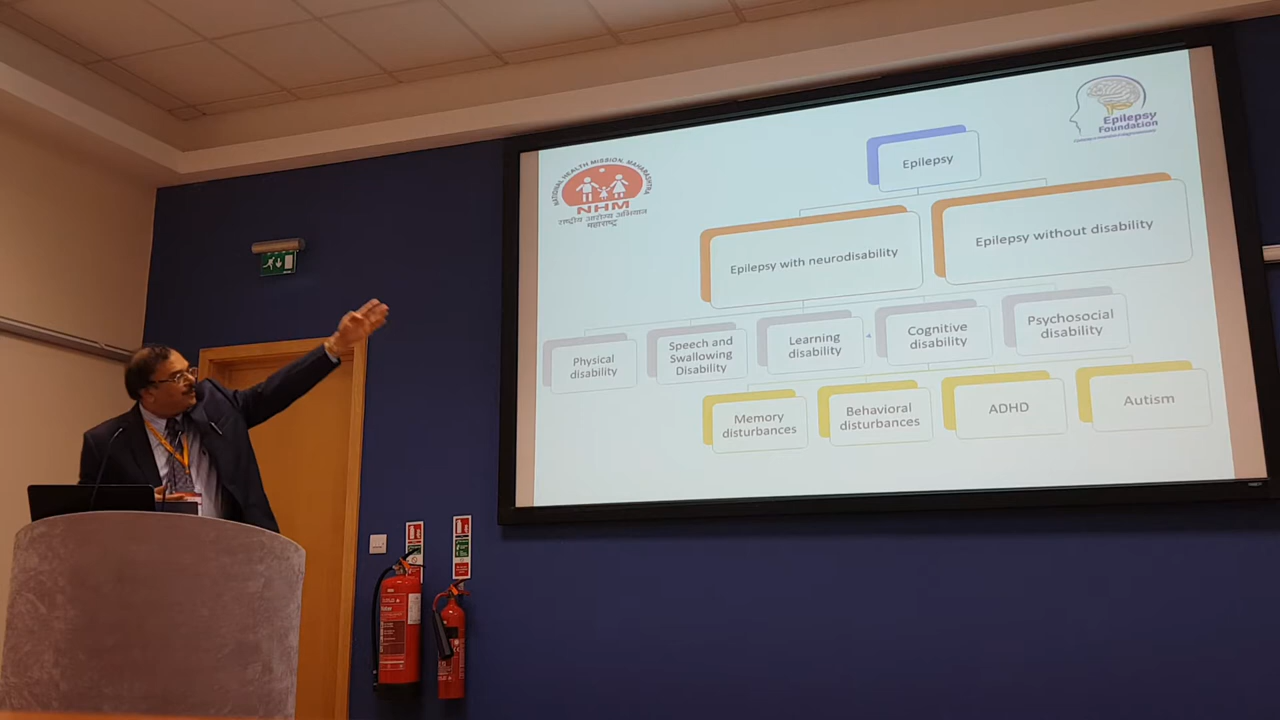 NATIONAL HEALTH MISSION, MAHARASHTRA
NHM
राष्ट्रीय आरोग्य अभियान
महाराष्ट्र
Epilepsy
Foundation
Epilepsy
Epilepsy with neurodisability
Epilepsy without disability
Physical
disability
Speech and
Swallowing
Disability
Learning
disability
Cognitive
disability
Psychosocial
disability
Memory
disturbances
Behavioral
disturbances
ADHD
Autism